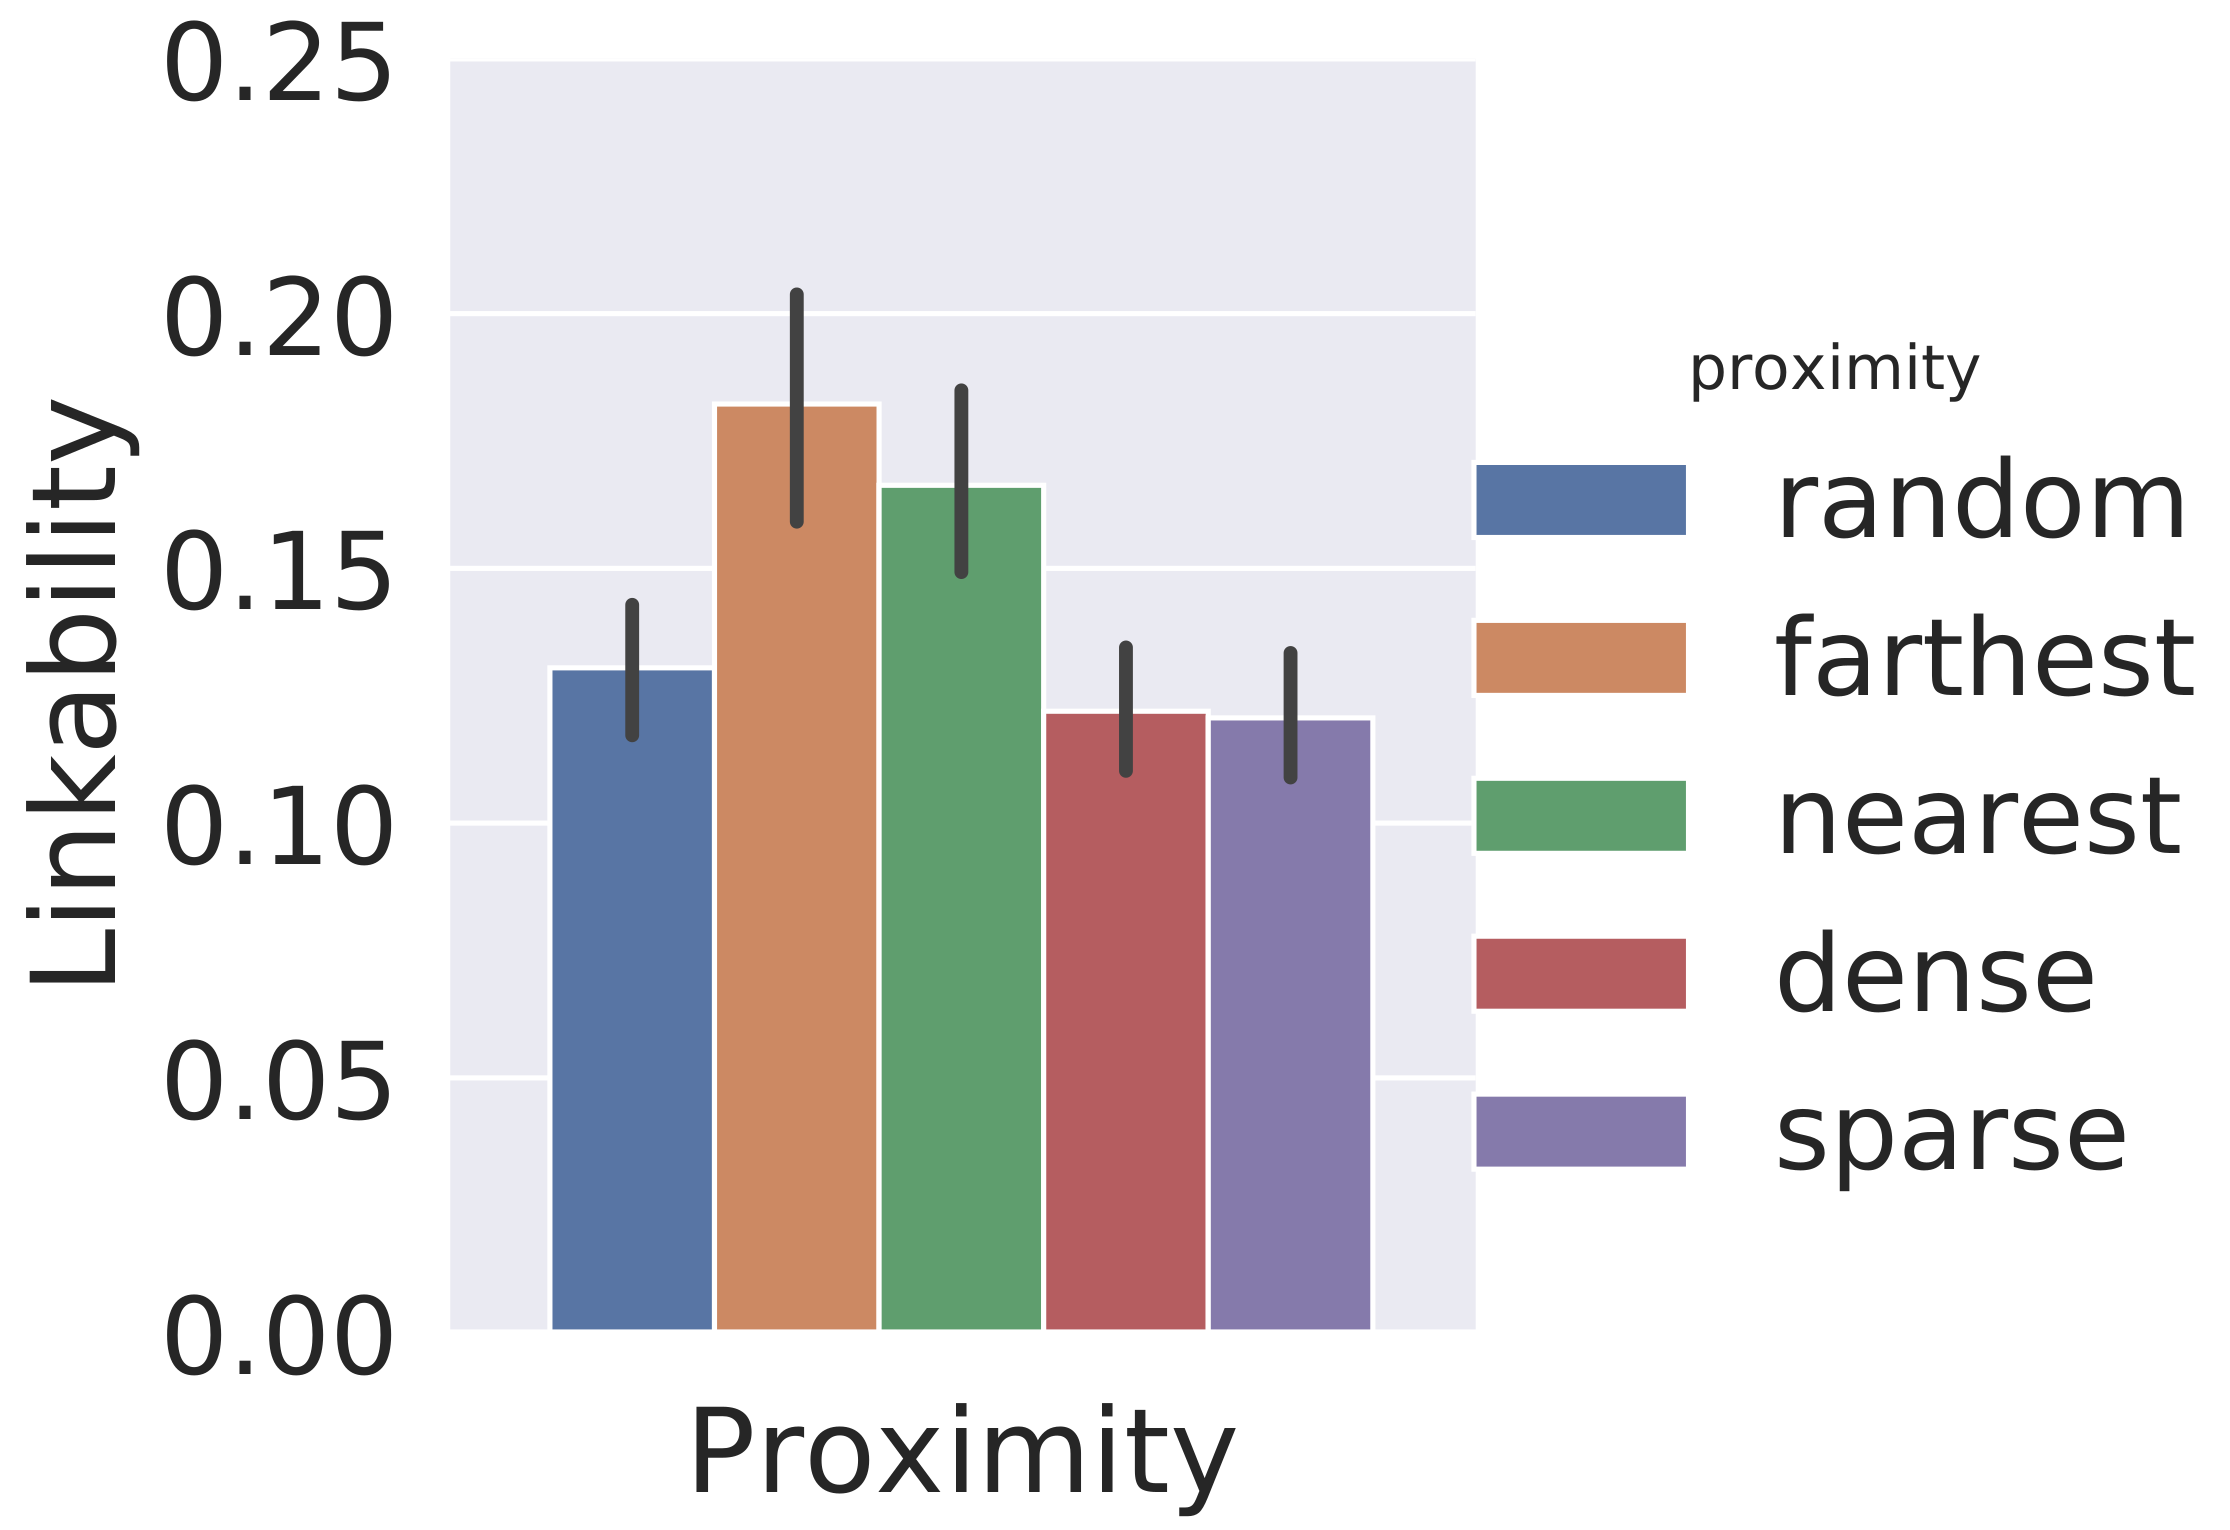 0.25
0.20
0.15
0.10
0.05
0.00
Linkability
Proximity
proximity
random
farthest
nearest
dense
sparse